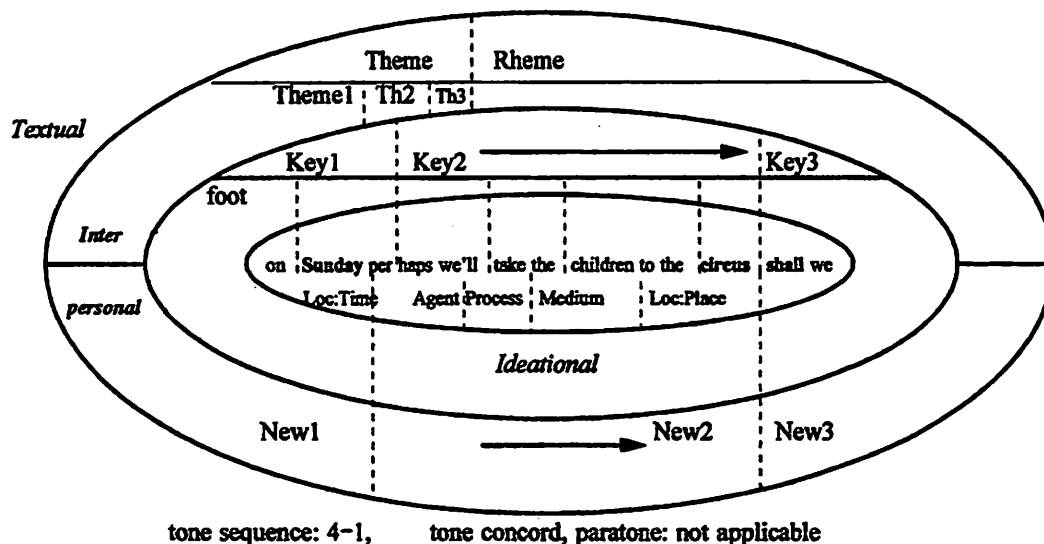 Theme Rheme
Theme1 Th2 Th3
Textual
Key1 Key2 Key3
foot
Inter
on Sunday per haps we'll take the children to the circus shall we
personal
Loc:Time Agent Process Medium Loc:Place
Ideational
New1 New2 New3
tone sequence: 4-1, tone concord, paratone: not applicable